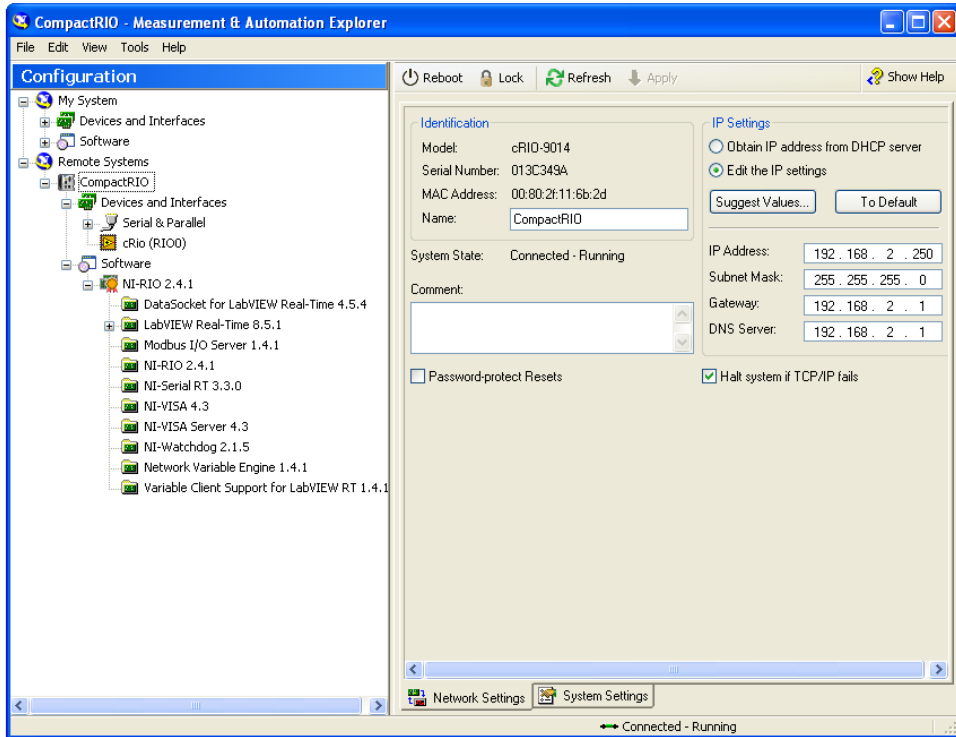 CompactRIO - Measurement & Automation Explorer
File Edit View Tools Help
Configuration
My System
Devices and Interfaces
Software
Remote Systems
CompactRIO
Devices and Interfaces
Serial & Parallel
cRio (RIO0)
Software
NI-RIO 2.4.1
DataSocket for LabVIEW Real-Time 4.5.4
LabVIEW Real-Time 8.5.1
Modbus I/O Server 1.4.1
NI-RIO 2.4.1
NI-Serial RT 3.3.0
NI-VISA 4.3
NI-VISA Server 4.3
NI-Watchdog 2.1.5
Network Variable Engine 1.4.1
Variable Client Support for LabVIEW RT 1.4.1
Reboot Lock Refresh Apply Show Help
Identification
Model: cRIO-9014
Serial Number: 013C349A
MAC Address: 00:80:2f:11:6b:2d
Name: CompactRIO
System State: Connected - Running
Comment:
Password-protect Resets
IP Settings
Obtain IP address from DHCP server
Edit the IP settings
Suggest Values... To Default
IP Address: 192 . 168 . 2 . 250
Subnet Mask: 255 . 255 . 255 . 0
Gateway: 192 . 168 . 2 . 1
DNS Server: 192 . 168 . 2 . 1
Halt system if TCP/IP fails
Network Settings System Settings
Connected - Running